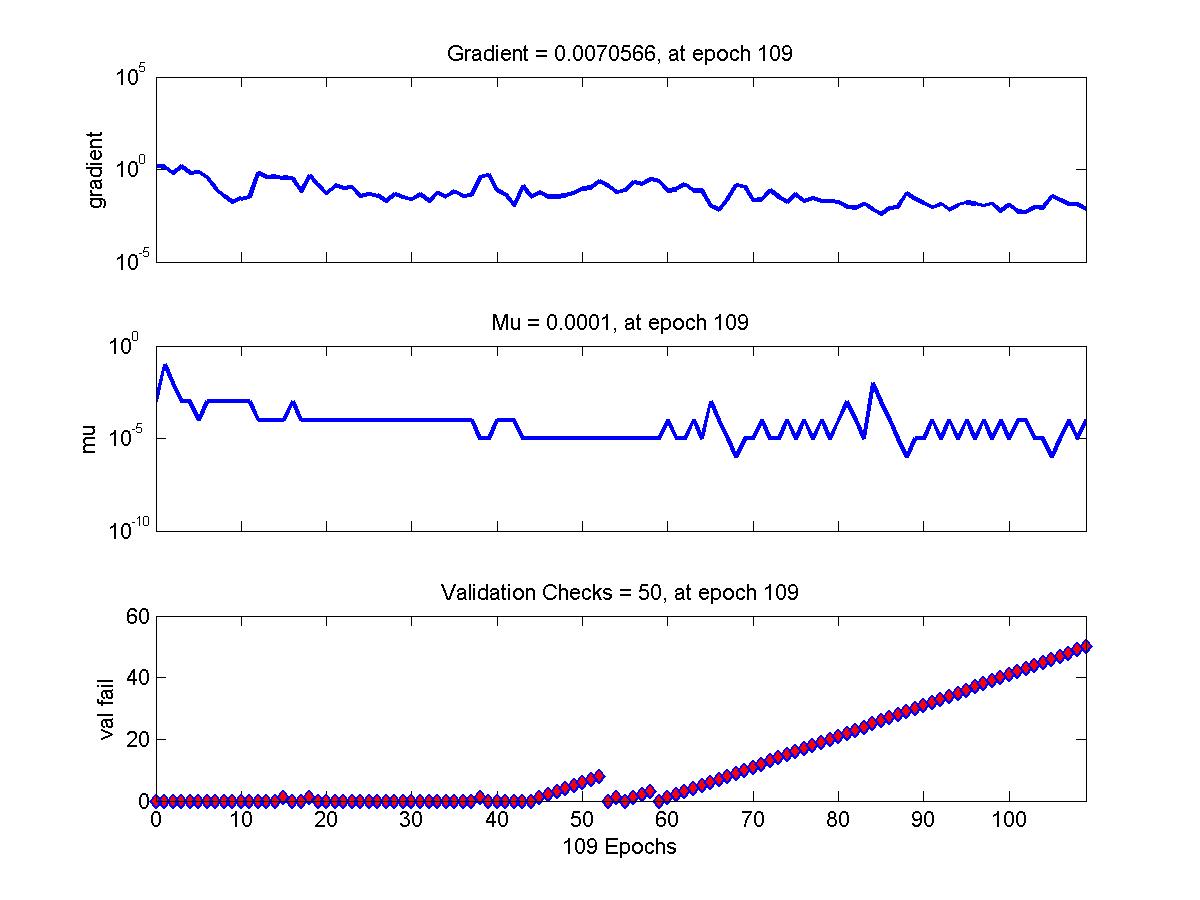 Gradient = 0.0070566, at epoch 109
10^5
10^0
10^-5
gradient
Mu = 0.0001, at epoch 109
10^0
10^-5
10^-10
mu
Validation Checks = 50, at epoch 109
60
40
20
0
val fail
0 10 20 30 40 50 60 70 80 90 100
109 Epochs